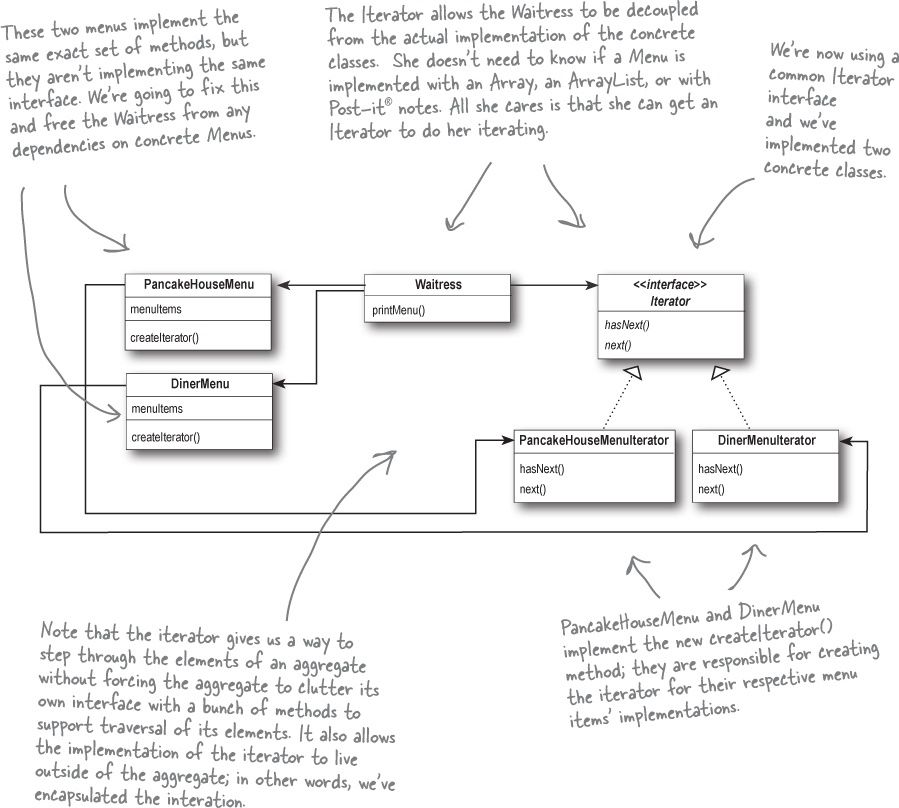 These two menus implement the
same exact set of methods, but
they aren't implementing the same
interface. We're going to fix this
and free the Waitress from any
dependencies on concrete Menus.
The Iterator allows the Waitress to be decoupled
from the actual implementation of the concrete
classes. She doesn't need to know if a Menu is
implemented with an Array, an ArrayList, or with
Post-it® notes. All she cares is that she can get an
Iterator to do her iterating.
We're now using a
common Iterator
interface
and we've
implemented two
concrete classes.
PancakeHouseMenu
menuItems
createIterator()
Waitress
printMenu()
<<interface>>
Iterator
hasNext()
next()
DinerMenu
menuItems
createIterator()
PancakeHouseMenuIterator
hasNext()
next()
DinerMenuIterator
hasNext()
next()
Note that the iterator gives us a way to
step through the elements of an aggregate
without forcing the aggregate to clutter its
own interface with a bunch of methods to
support traversal of its elements. It also allows
the implementation of the iterator to live
outside of the aggregate; in other words, we've
encapsulated the interation.
PancakeHouseMenu and DinerMenu
implement the new createIterator()
method; they are responsible for creating
the iterator for their respective menu
items' implementations.